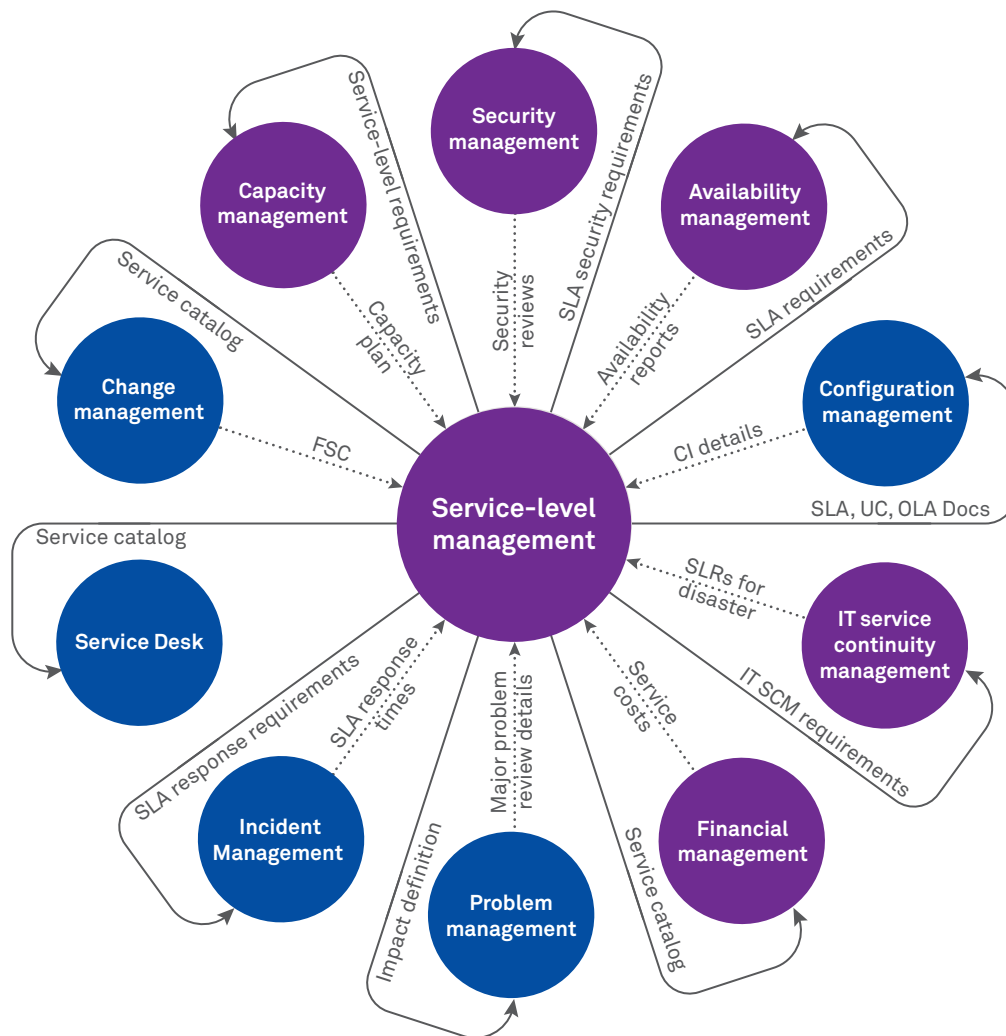 Security
management
Service-level requirements
SLA security requirements
Capacity
management
Availability
management
Service catalog
Capacity
plan
Security
reviews
Availability
reports
SLA requirements
Change
management
Configuration
management
FSC
CI details
Service-level
management
SLA, UC, OLA Docs
Service catalog
SLRs for
disaster
Service Desk
IT service
continuity
management
SLA response requirements
SLA response
times
Major problem
review details
Service
costs
IT SCM requirements
Incident
Management
Financial
management
Impact definition
Problem
management
Service catalog